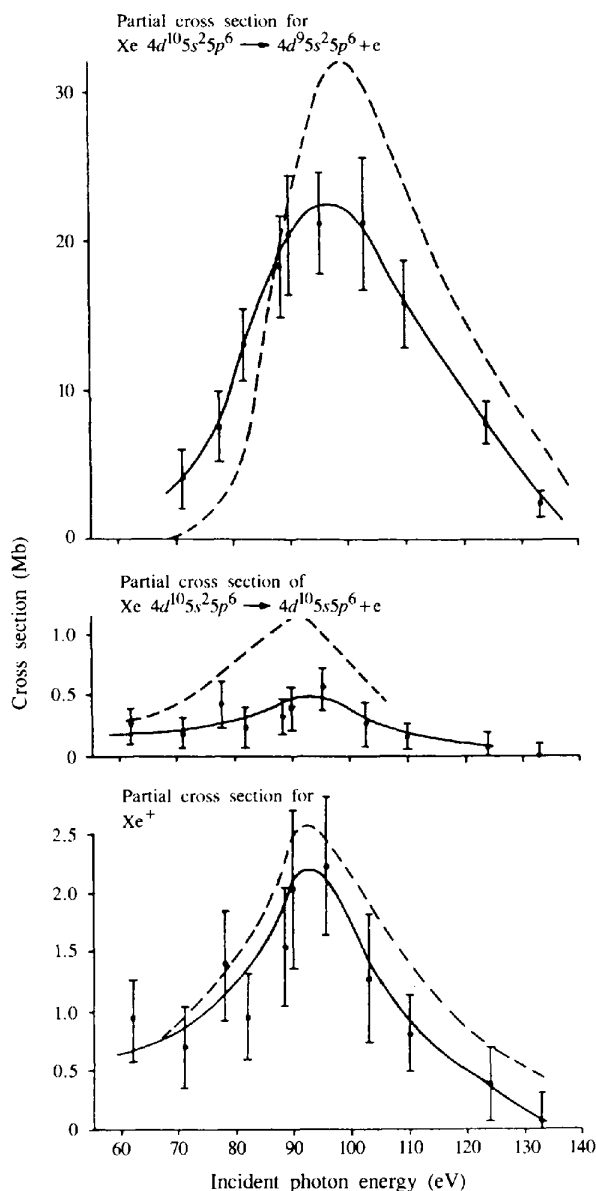 Partial cross section for
Xe 4d¹⁰5s²5p⁶ → 4d⁹5s²5p⁶+e
30
20
10
0
Cross section (Mb)
Partial cross section of
Xe 4d¹⁰5s²5p⁶ → 4d¹⁰5s5p⁶+e
1.0
0.5
0
Partial cross section for
Xe⁺
2.5
2.0
1.5
1.0
0.5
0
60 70 80 90 100 110 120 130 140
Incident photon energy (eV)